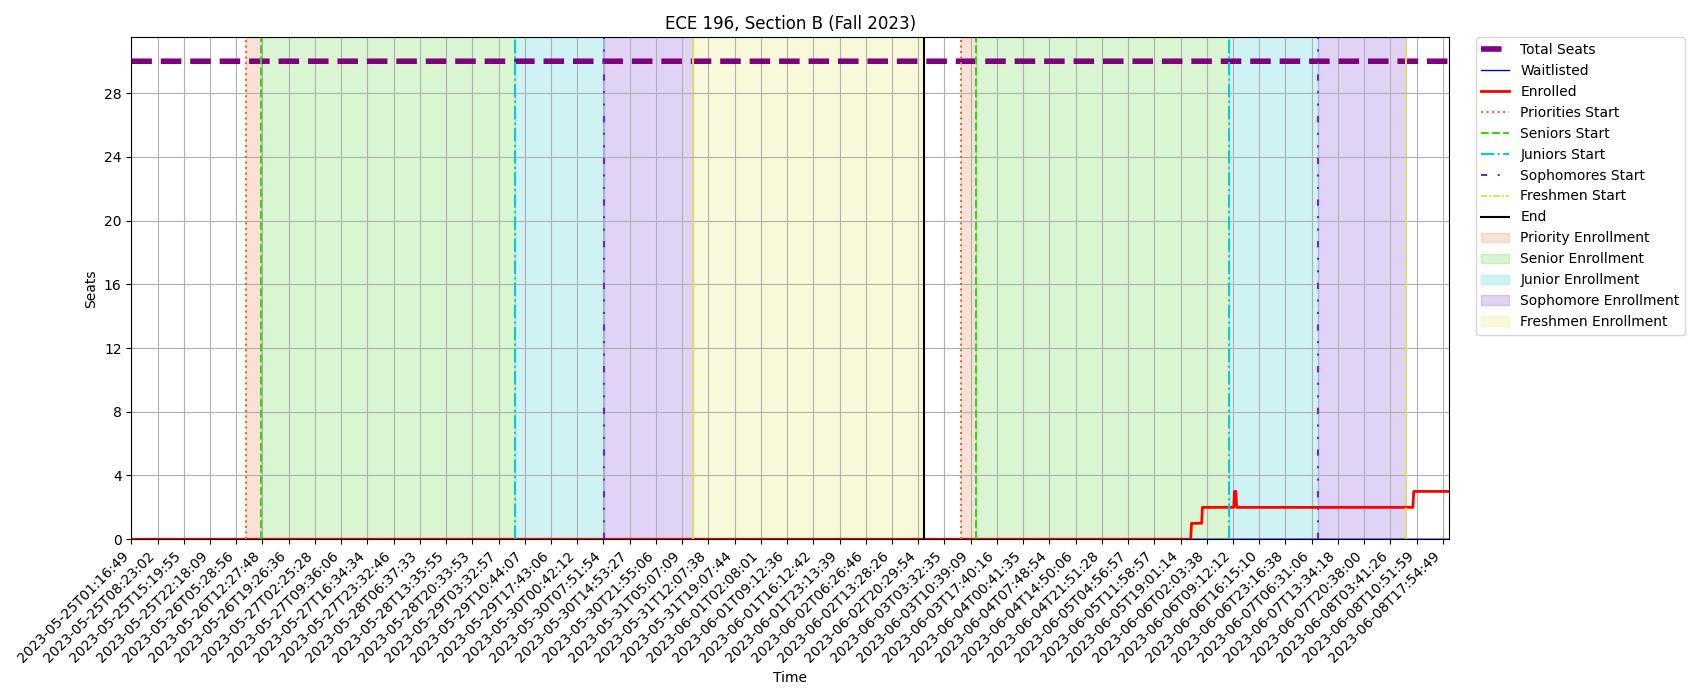 ECE 196, Section B (Fall 2023)
Seats
28
24
20
16
12
8
4
0
2023-05-25T01:16:49
2023-05-25T08:23:02
2023-05-25T15:19:55
2023-05-25T22:18:09
2023-05-26T05:28:56
2023-05-26T12:27:48
2023-05-26T19:26:36
2023-05-27T02:25:28
2023-05-27T09:36:06
2023-05-27T16:34:34
2023-05-27T23:32:46
2023-05-28T06:37:33
2023-05-28T13:35:55
2023-05-28T20:33:53
2023-05-29T03:32:57
2023-05-29T10:44:07
2023-05-29T17:43:06
2023-05-30T00:42:12
2023-05-30T07:51:54
2023-05-30T14:53:27
2023-05-30T21:55:06
2023-05-31T05:07:09
2023-05-31T12:07:38
2023-05-31T19:07:44
2023-06-01T02:08:01
2023-06-01T09:12:36
2023-06-01T16:12:42
2023-06-01T23:13:39
2023-06-02T06:26:46
2023-06-02T13:28:26
2023-06-02T20:29:54
2023-06-03T03:32:35
2023-06-03T10:39:09
2023-06-03T17:40:16
2023-06-04T00:41:35
2023-06-04T07:48:54
2023-06-04T14:50:06
2023-06-04T21:51:28
2023-06-05T04:56:57
2023-06-05T11:58:57
2023-06-05T19:01:14
2023-06-06T02:03:38
2023-06-06T09:12:12
2023-06-06T16:15:10
2023-06-06T23:16:38
2023-06-07T06:31:06
2023-06-07T13:34:18
2023-06-07T20:38:00
2023-06-08T03:41:26
2023-06-08T10:51:59
2023-06-08T17:54:49
Time
Total Seats
Waitlisted
Enrolled
Priorities Start
Seniors Start
Juniors Start
Sophomores Start
Freshmen Start
End
Priority Enrollment
Senior Enrollment
Junior Enrollment
Sophomore Enrollment
Freshmen Enrollment